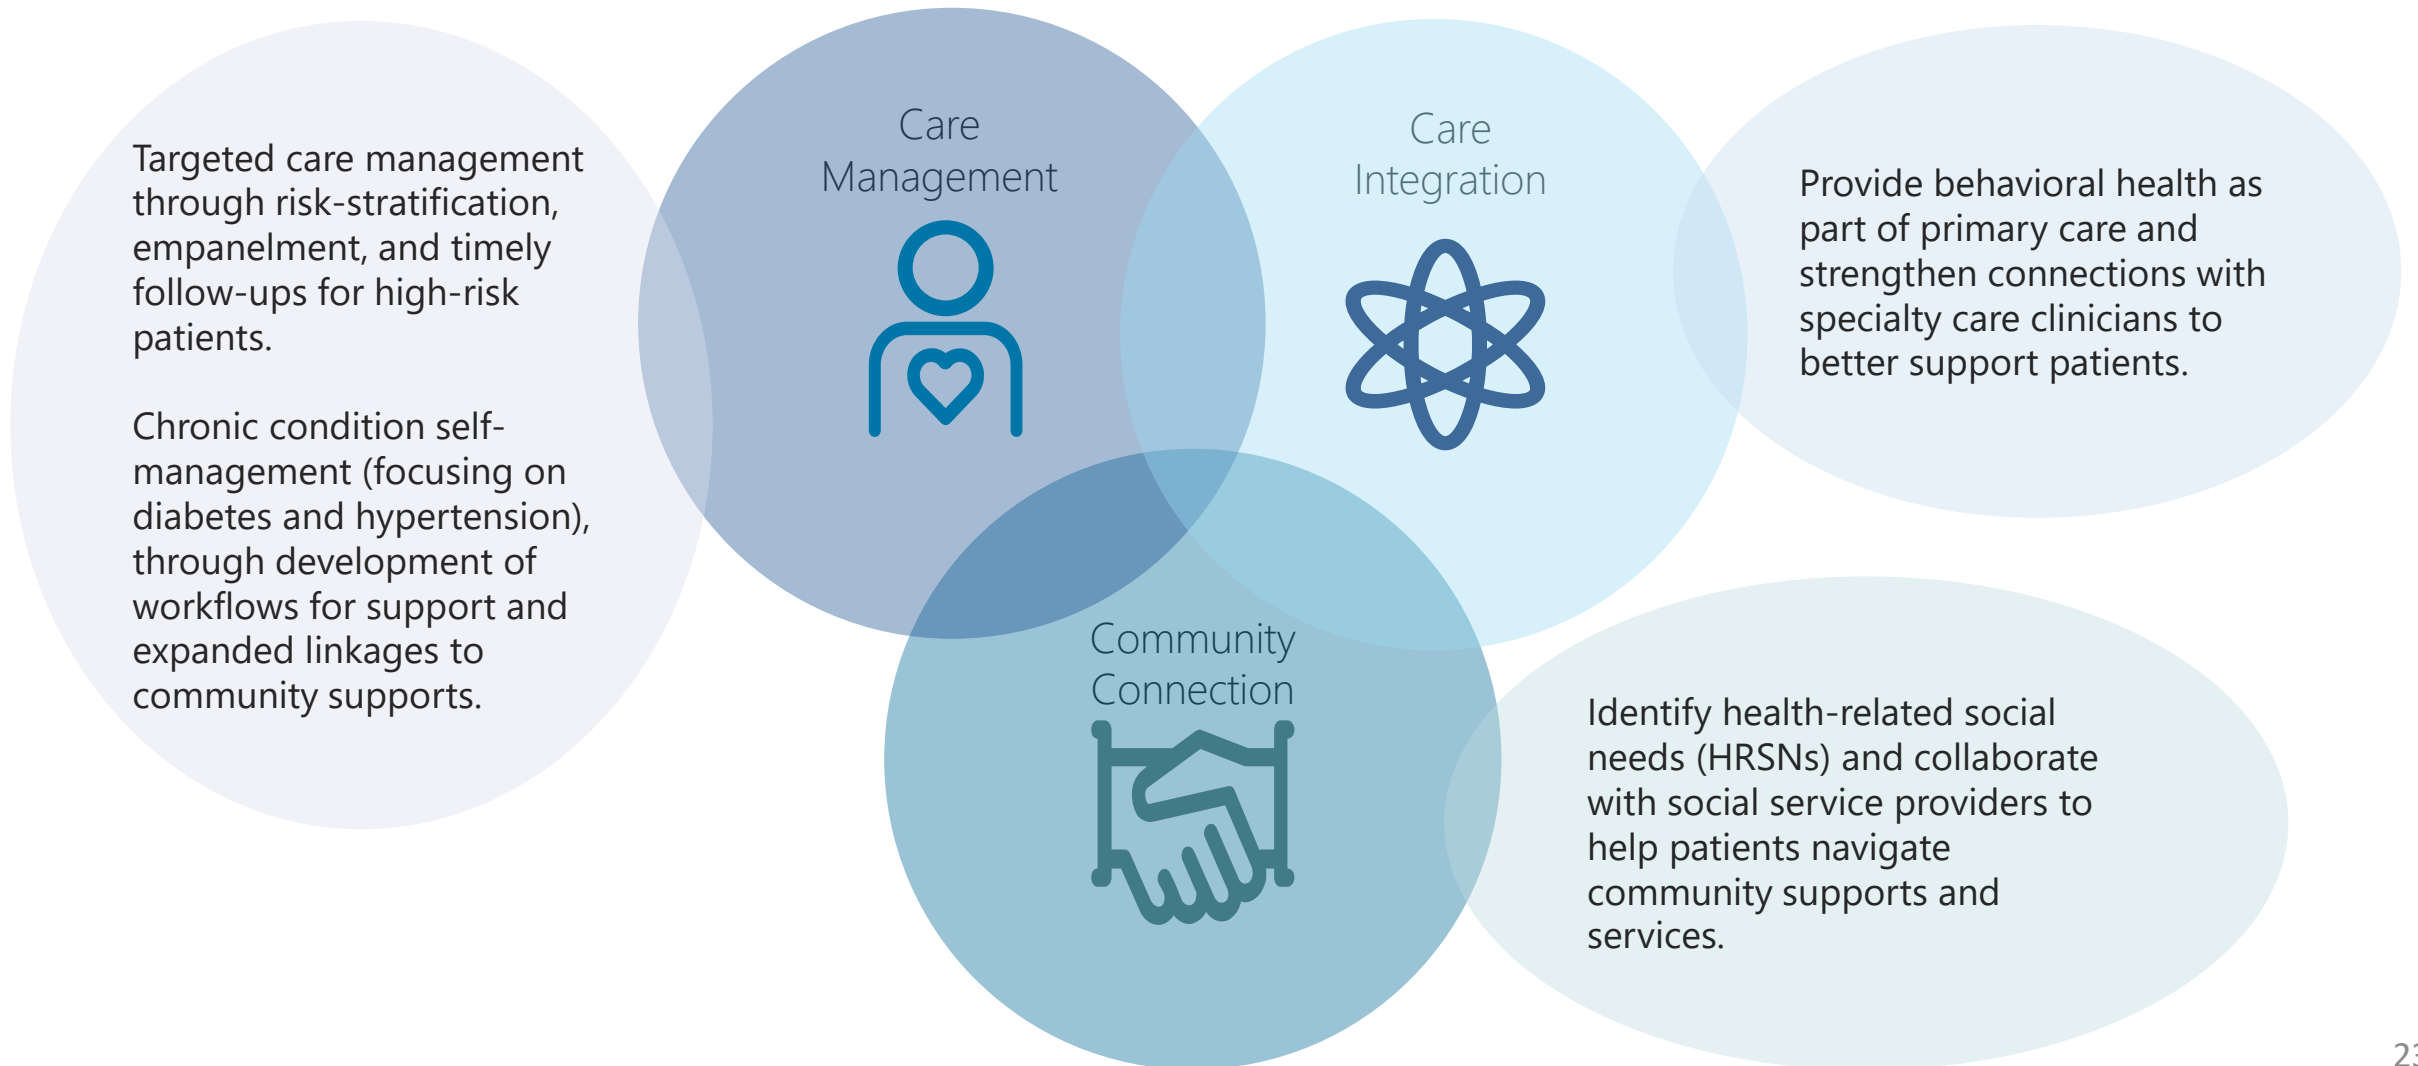 Targeted care management
through risk-stratification,
empanelment, and timely
follow-ups for high-risk
patients.
Chronic condition self-
management (focusing on
diabetes and hypertension),
through development of
workflows for support and
expanded linkages to
community supports.
Care
Management
Care
Integration
Provide behavioral health as
part of primary care and
strengthen connections with
specialty care clinicians to
better support patients.
Community
Connection
Identify health-related social
needs (HRSNs) and collaborate
with social service providers to
help patients navigate
community supports and
services.
23